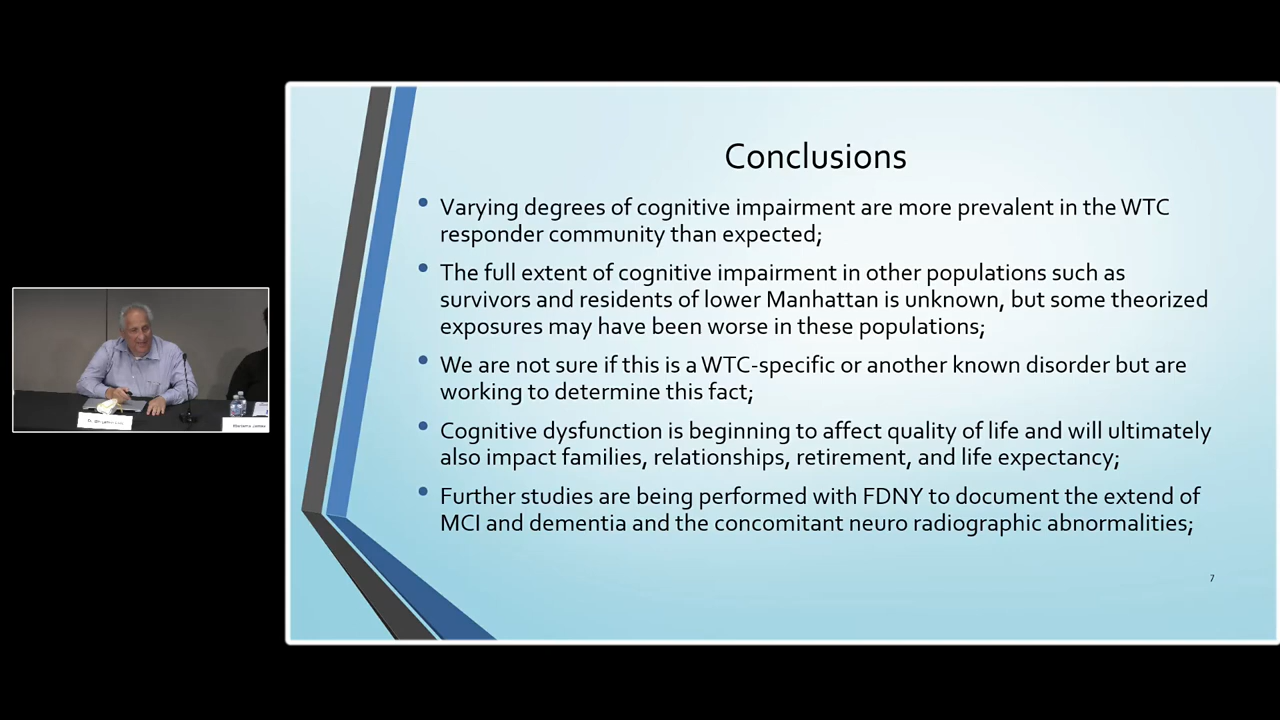 Conclusions
• Varying degrees of cognitive impairment are more prevalent in the WTC
responder community than expected;
• The full extent of cognitive impairment in other populations such as
survivors and residents of lower Manhattan is unknown, but some theorized
exposures may have been worse in these populations;
• We are not sure if this is a WTC-specific or another known disorder but are
working to determine this fact;
• Cognitive dysfunction is beginning to affect quality of life and will ultimately
also impact families, relationships, retirement, and life expectancy;
• Further studies are being performed with FDNY to document the extend of
MCI and dementia and the concomitant neuro radiographic abnormalities;
7
Mariama James